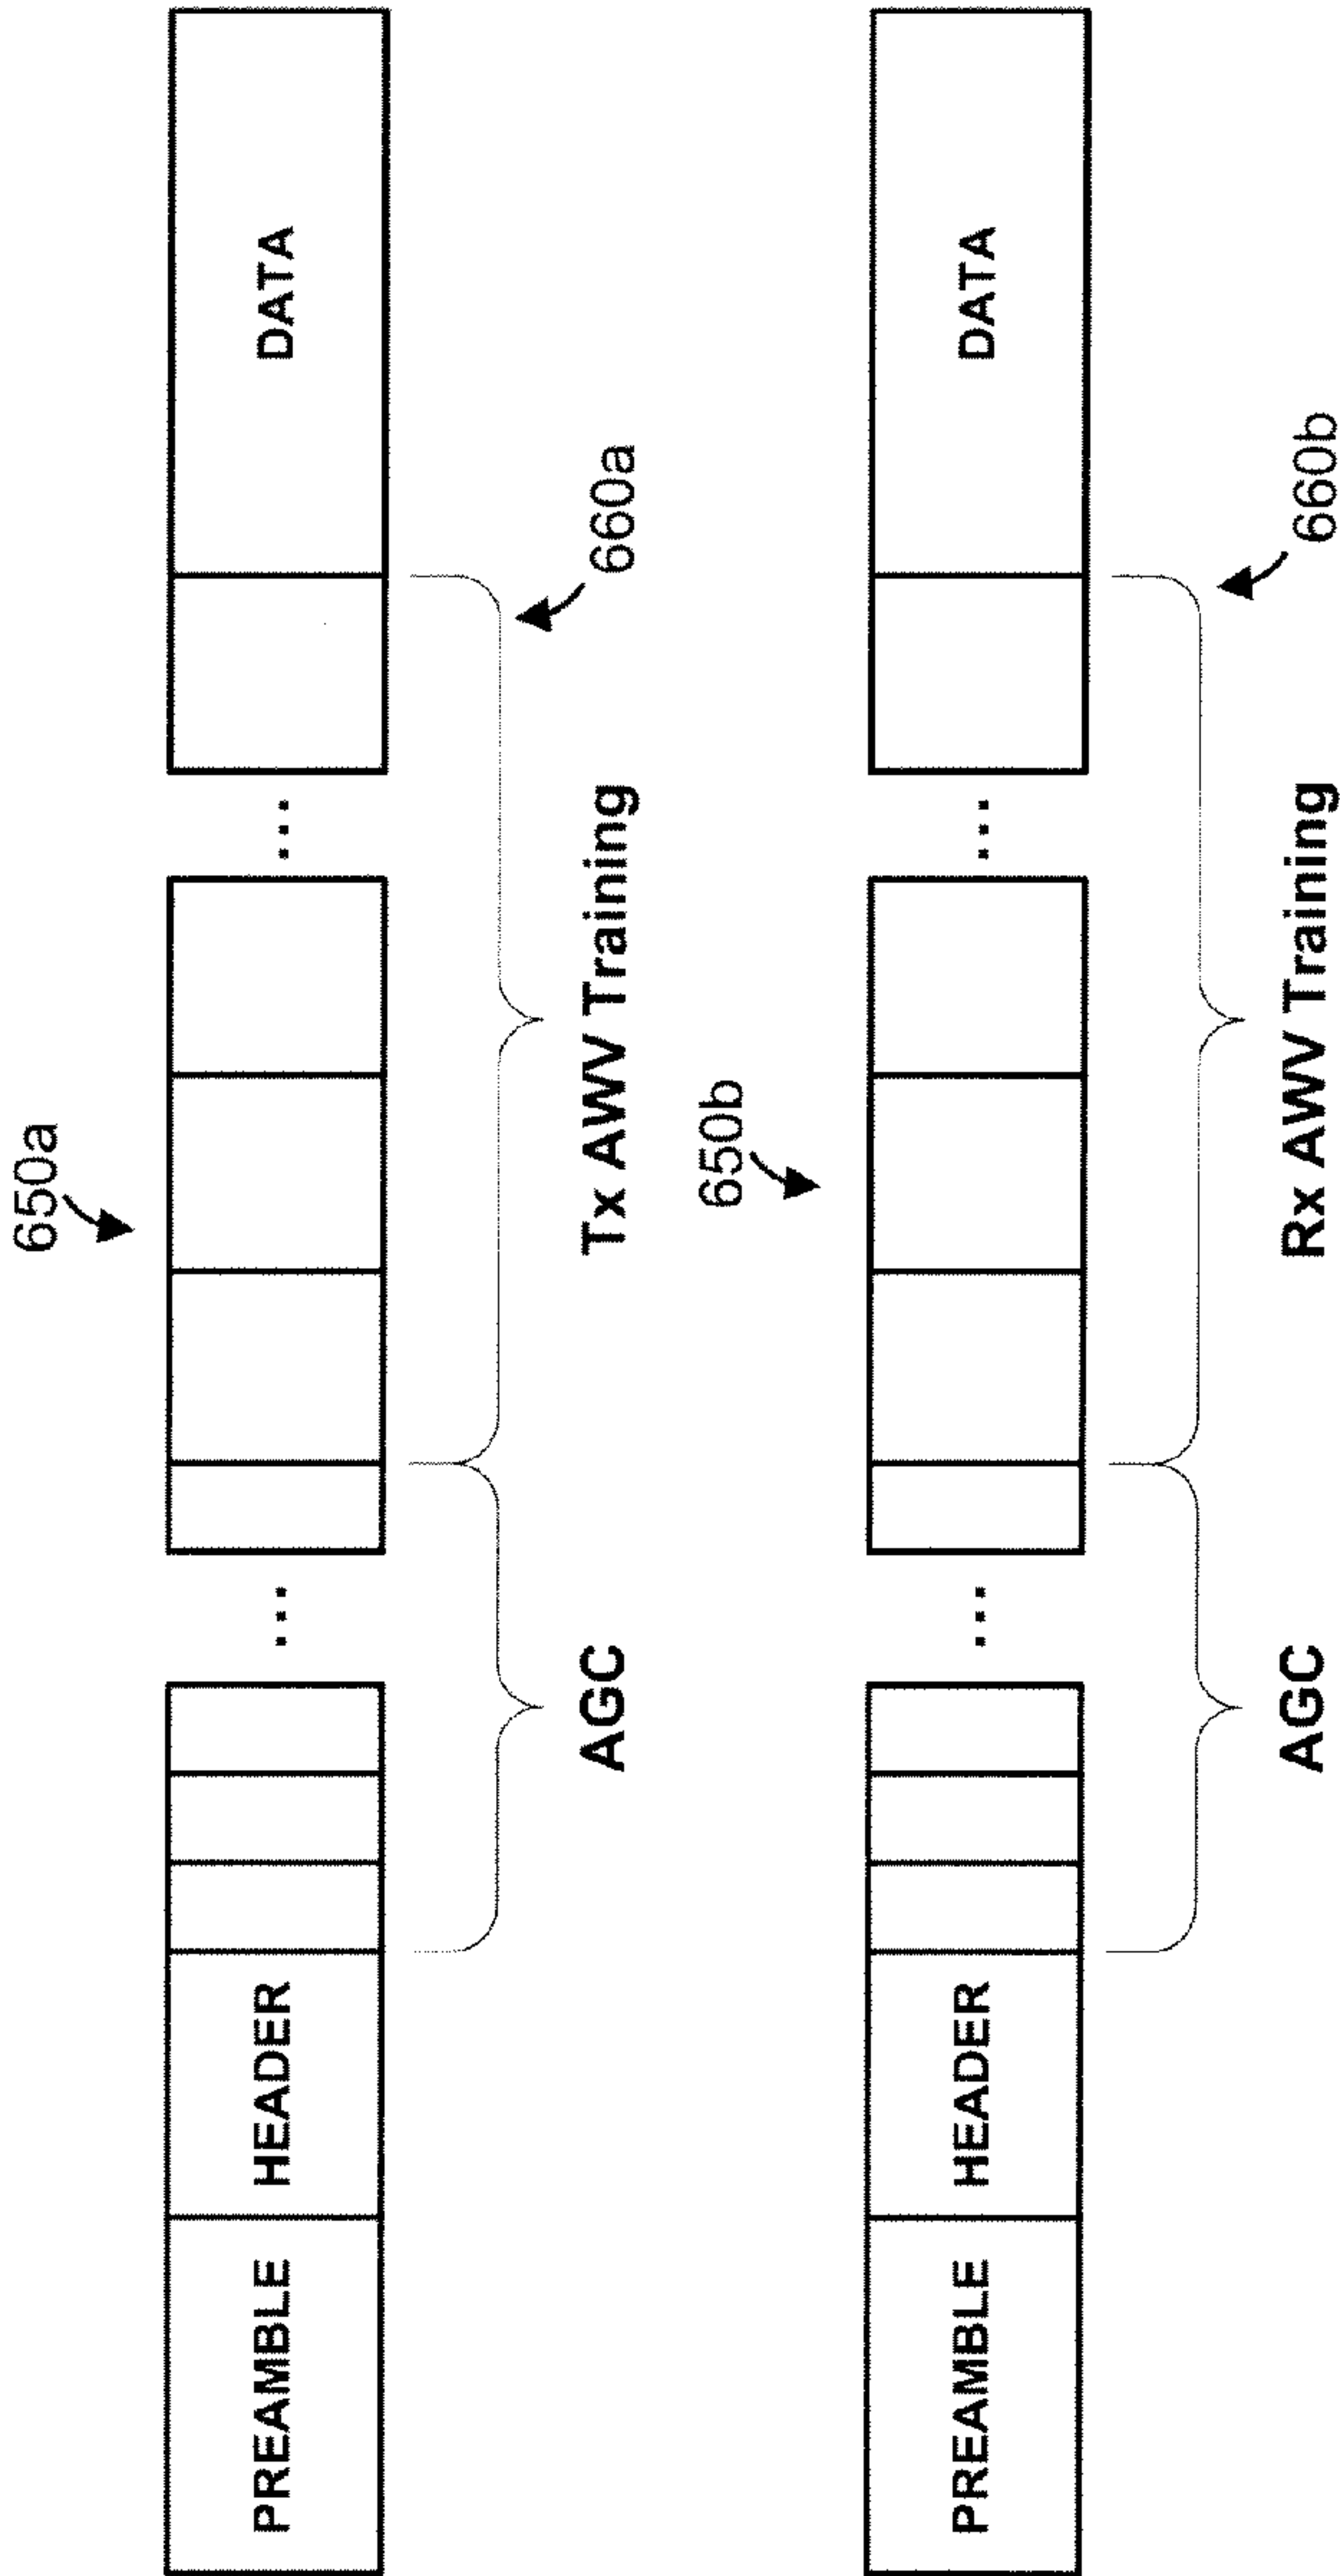 650a
PREAMBLE HEADER ... ... DATA
660a
AGC Tx AWV Training
650b
PREAMBLE HEADER ... ... DATA
660b
AGC Rx AWV Training